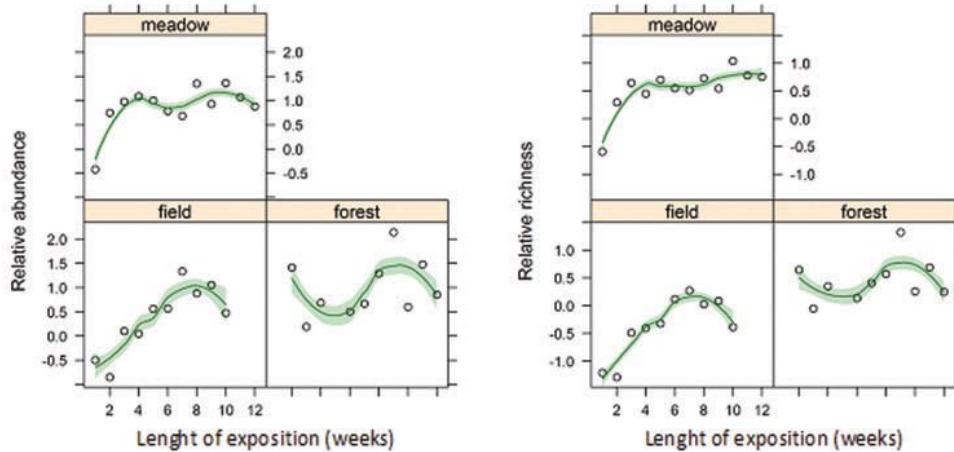 meadow
2.0
1.5
1.0
0.5
0.0
-0.5
Relative abundance
field
forest
2.0
1.5
1.0
0.5
0.0
-0.5
2 4 6 8 10 12
Lenght of exposition (weeks)
meadow
1.0
0.5
0.0
-0.5
-1.0
Relative richness
field
forest
1.0
0.5
0.0
-0.5
-1.0
2 4 6 8 10 12
Lenght of exposition (weeks)